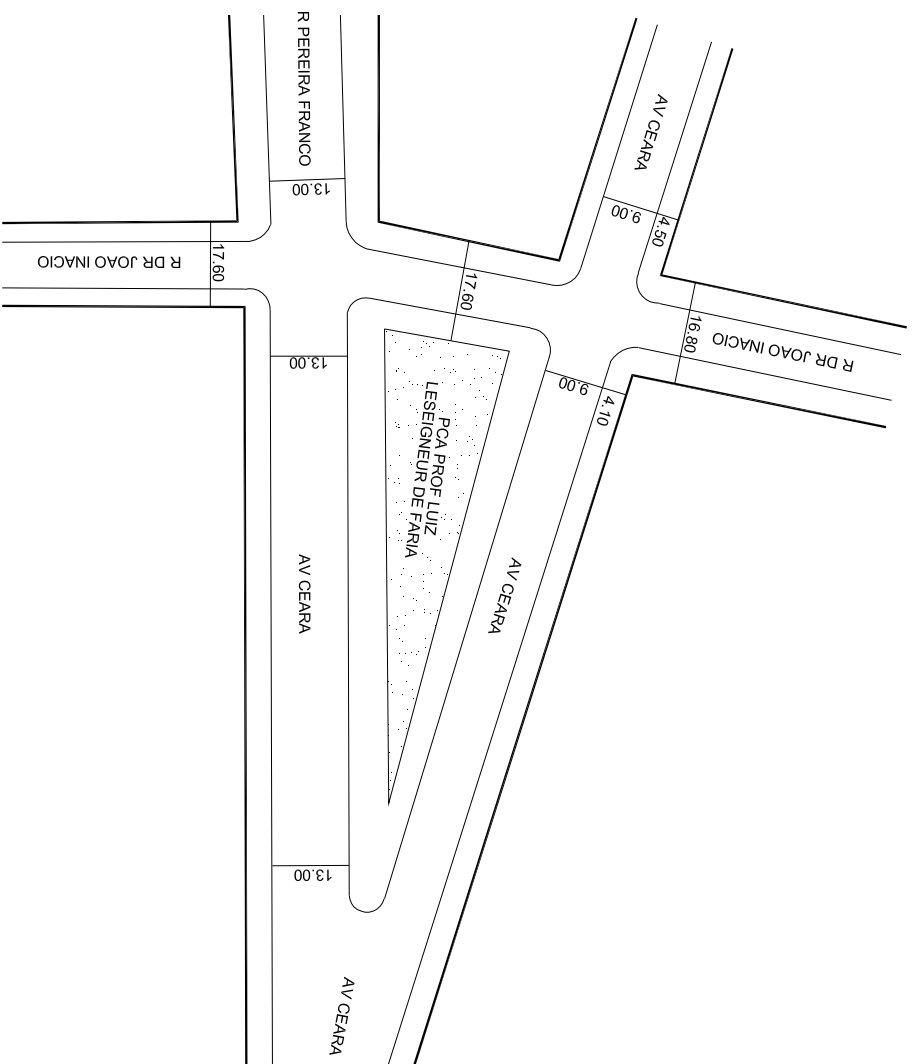 R PEREIRA FRANCO
AV CEARA
13.00
9.00
4.50
R DR JOAO INACIO
17.60
17.60
16.80
R DR JOAO INACIO
13.00
9.00
4.10
PCA PROF LUIZ
LESEIGNEUR DE FARIA
AV CEARA
AV CEARA
13.00
AV CEARA